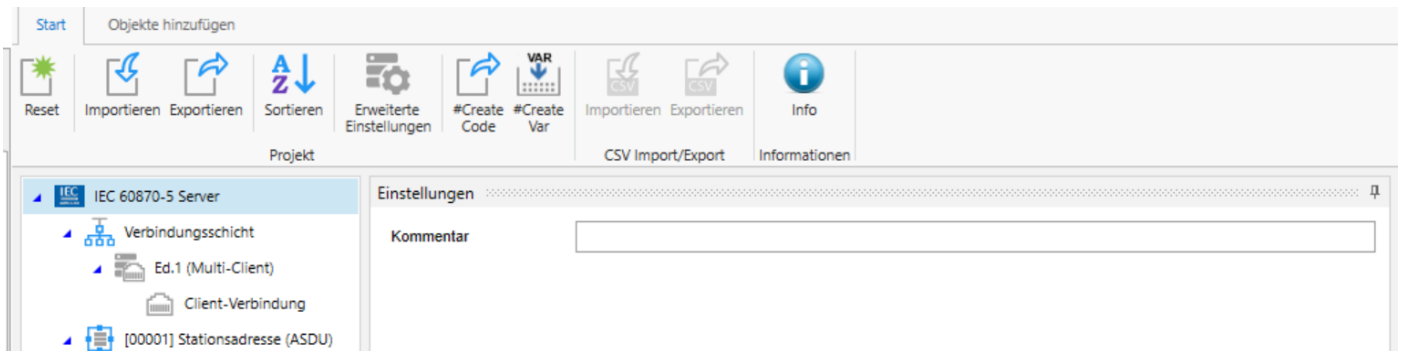 Start Objekte hinzufügen
VAR
CSV CSV
Reset Importieren Exportieren Sortieren Erweiterte Einstellungen #Create Code #Create Var Importieren Exportieren Info
Projekt CSV Import/Export Informationen
IEC IEC 60870-5 Server
Einstellungen
Verbindungsschicht
Kommentar
Ed.1 (Multi-Client)
Client-Verbindung
[00001] Stationsadresse (ASDU)